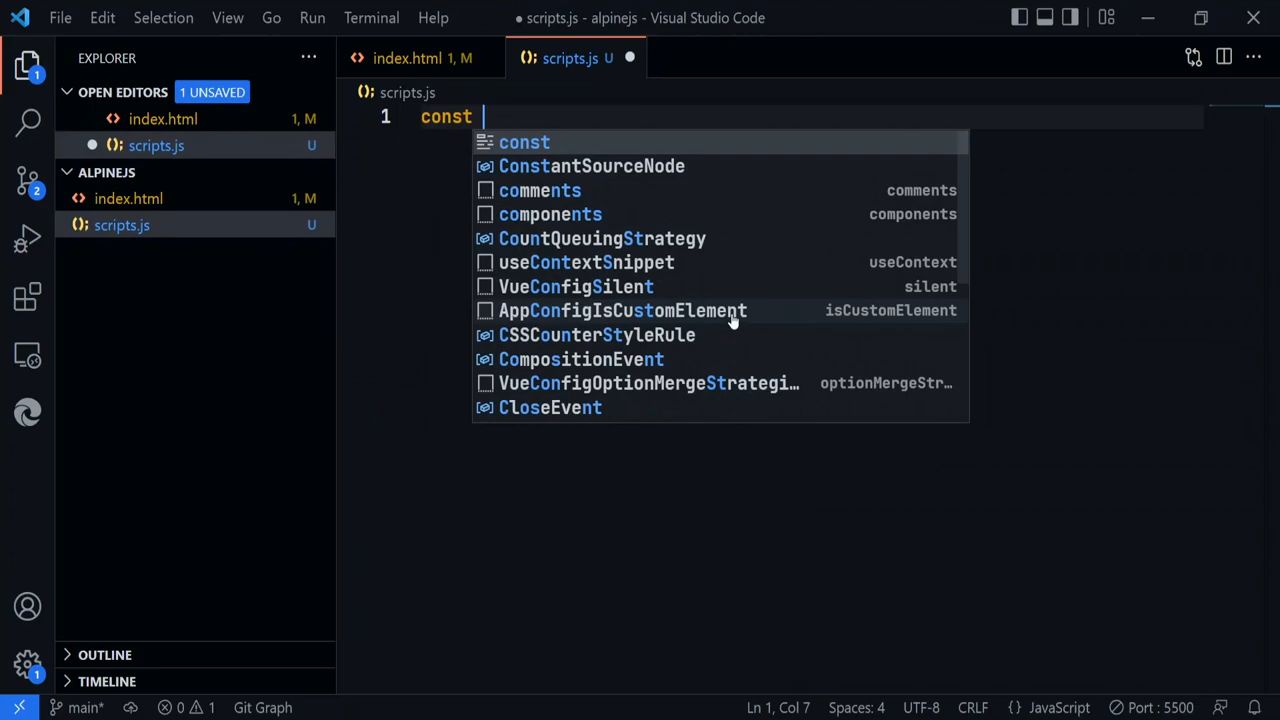 File Edit Selection View Go Run Terminal Help ● scripts.js - alpinejs - Visual Studio Code
EXPLORER
OPEN EDITORS 1 UNSAVED
index.html 1, M
scripts.js U
ALPINEJS
index.html 1, M
scripts.js U
OUTLINE
TIMELINE
1
2
1
index.html 1, M scripts.js U
scripts.js
1 const
const
ConstantSourceNode
comments comments
components components
CountQueuingStrategy
useContextSnippet useContext
VueConfigSilent silent
AppConfigIsCustomElement isCustomElement
CSSCounterStyleRule
CompositionEvent
VueConfigOptionMergeStrategi… optionMergeStr…
CloseEvent
main* 0 1 Git Graph Ln 1, Col 7 Spaces: 4 UTF-8 CRLF {} JavaScript Port : 5500